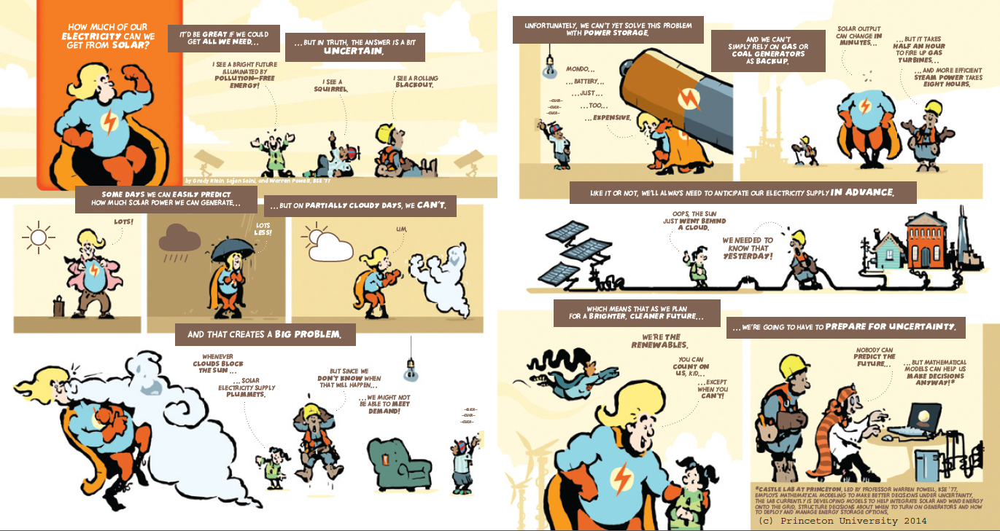 HOW MUCH OF OUR
ELECTRICITY CAN WE
GET FROM SOLAR?
IT'D BE GREAT IF WE COULD
GET ALL WE NEED...
...BUT IN TRUTH, THE ANSWER IS A BIT
UNCERTAIN.
I SEE A BRIGHT FUTURE
ILLUMINATED BY
POLLUTION-FREE
ENERGY!
I SEE A
SQUIRREL.
I SEE A ROLLING
BLACKOUT.
by Grady Klein, Sajan Saini, and Warren Powell, BSE '77
SOME DAYS WE CAN EASILY PREDICT
HOW MUCH SOLAR POWER WE CAN GENERATE...
...BUT ON PARTIALLY CLOUDY DAYS, WE CAN'T.
LOTS!
LOTS
LESS!
UM.
AND THAT CREATES A BIG PROBLEM.
WHENEVER
CLOUDS BLOCK
THE SUN ...
...SOLAR
ELECTRICITY SUPPLY
PLUMMETS.
BUT SINCE WE
DON'T KNOW WHEN
THAT WILL HAPPEN...
...WE MIGHT NOT
BE ABLE TO MEET
DEMAND!
-CLICK-
-CLICK-
-CLICK-
UNFORTUNATELY, WE CAN'T YET SOLVE THIS PROBLEM
WITH POWER STORAGE.
MONDO...
...BATTERY...
...JUST...
...TOO...
...EXPENSIVE.
-CLICK-
-CLICK-
-CLICK-
AND WE CAN'T
SIMPLY RELY ON GAS OR
COAL GENERATORS
AS BACKUP.
SOLAR OUTPUT
CAN CHANGE IN
MINUTES...
...BUT IT TAKES
HALF AN HOUR
TO FIRE UP GAS
TURBINES...
...AND MORE EFFICIENT
STEAM POWER TAKES
EIGHT HOURS.
LIKE IT OR NOT, WE'LL ALWAYS NEED TO ANTICIPATE OUR ELECTRICITY SUPPLY IN ADVANCE.
OOPS, THE SUN
JUST WENT BEHIND
A CLOUD.
WE NEEDED TO
KNOW THAT
YESTERDAY!
WHICH MEANS THAT AS WE PLAN
FOR A BRIGHTER, CLEANER FUTURE...
WE'RE THE
RENEWABLES.
YOU CAN
COUNT ON
US, KID...
...EXCEPT
WHEN YOU
CAN'T!
...WE'RE GOING TO HAVE TO PREPARE FOR UNCERTAINTY.
NOBODY CAN
PREDICT THE
FUTURE...
...BUT MATHEMATICAL
MODELS CAN HELP US
MAKE DECISIONS
ANYWAY!*
*CASTLE LAB AT PRINCETON, LED BY PROFESSOR WARREN POWELL, BSE '77,
EMPLOYS MATHEMATICAL MODELING TO MAKE BETTER DECISIONS UNDER UNCERTAINTY.
THE LAB CURRENTLY IS DEVELOPING MODELS TO HELP INTEGRATE SOLAR AND WIND ENERGY
ONTO THE GRID, STRUCTURE DECISIONS ABOUT WHEN TO TURN ON GENERATORS AND HOW
TO DEPLOY AND MANAGE ENERGY STORAGE OPTIONS.
(c) Princeton University 2014